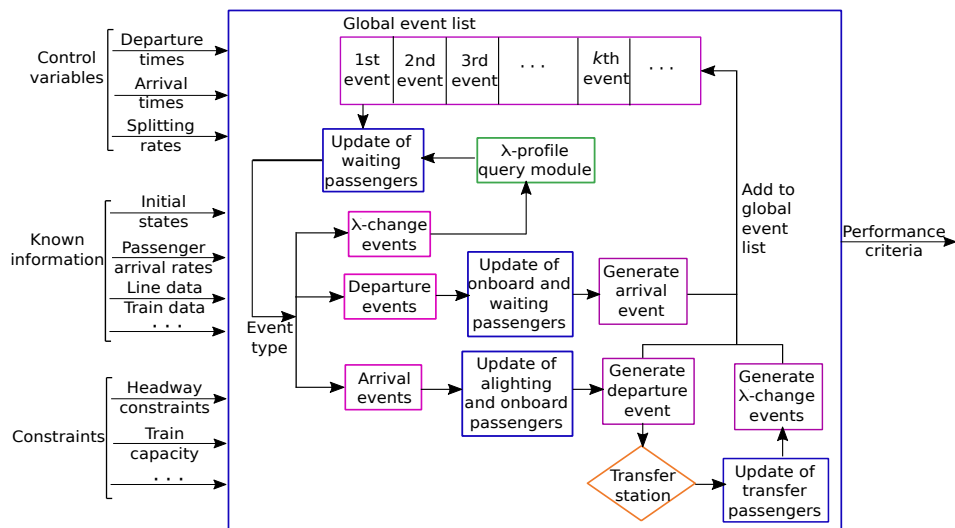 Global event list
1st
event
2nd
event
3rd
event
. . .
kth
event
. . .
Control
variables
Departure
times
Arrival
times
Splitting
rates
Known
information
Initial
states
Passenger
arrival rates
Line data
Train data
. . .
Constraints
Headway
constraints
Train
capacity
. . .
Update of
waiting
passengers
λ-profile
query module
Event
type
λ-change
events
Departure
events
Update of
onboard and
waiting
passengers
Generate
arrival
event
Arrival
events
Update of
alighting
and onboard
passengers
Generate
departure
event
Transfer
station
Update of
transfer
passengers
Generate
λ-change
events
Add to
global
event
list
Performance
criteria